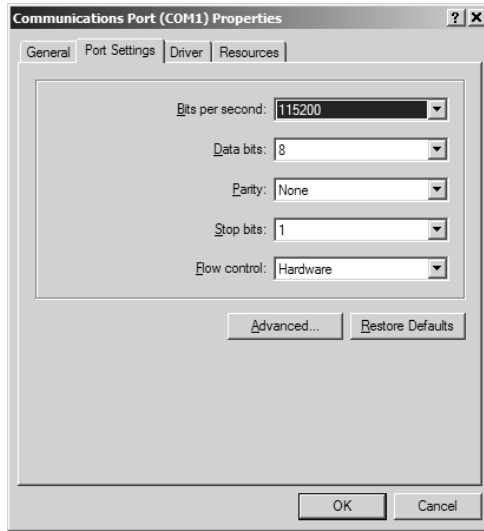 Communications Port (COM1) Properties
General Port Settings Driver Resources
Bits per second: 115200
Data bits: 8
Parity: None
Stop bits: 1
Flow control: Hardware
Advanced... Restore Defaults
OK Cancel